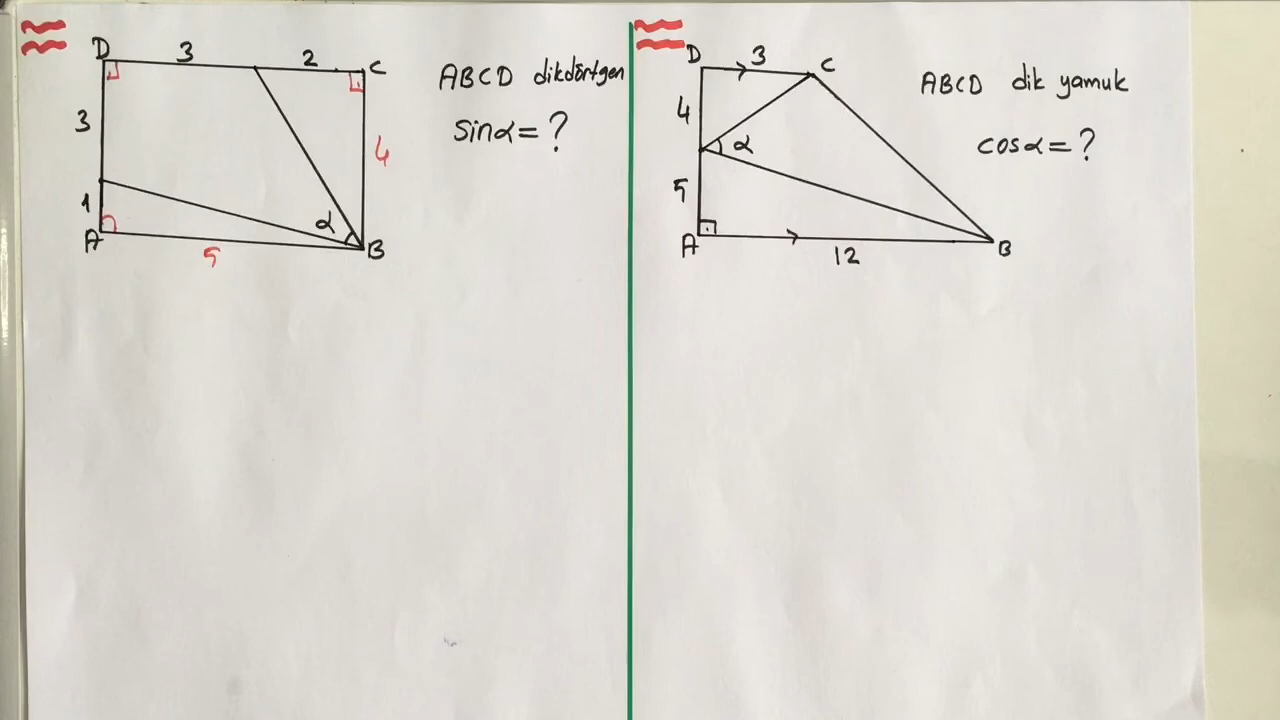 D 3 2 C
3
4
1
α
A
5
B
ABCD dikdörtgen
sinα = ?
D 3 C
4
α
5
A
12
B
ABCD dik yamuk
cosα = ?